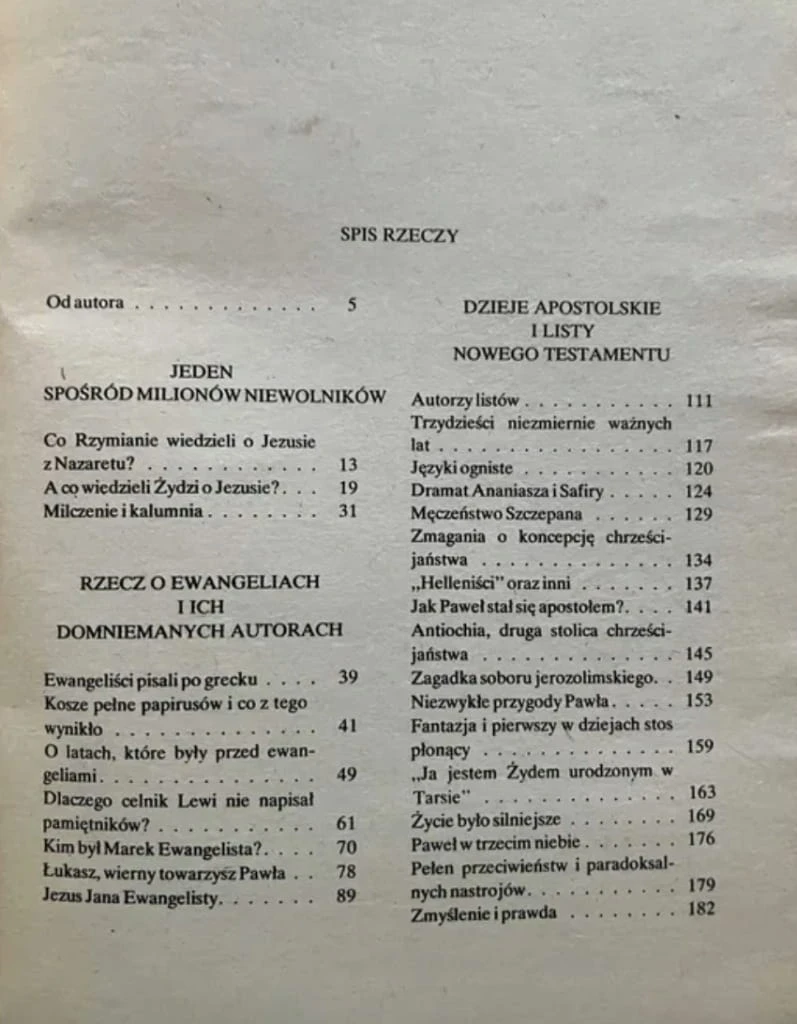 SPIS RZECZY
Od autora . . . . . . . . . . . . . 5
JEDEN
SPOŚRÓD MILIONÓW NIEWOLNIKÓW
Co Rzymianie wiedzieli o Jezusie
z Nazaretu? . . . . . . . . . . . . 13
A co wiedzieli Żydzi o Jezusie? . . . 19
Milczenie i kalumnia . . . . . . . . 31
RZECZ O EWANGELIACH
I ICH
DOMNIEMANYCH AUTORACH
Ewangeliści pisali po grecku . . . . 39
Kosze pełne papirusów i co z tego
wynikło . . . . . . . . . . . . . . 41
O latach, które były przed ewan-
geliami . . . . . . . . . . . . . . . 49
Dlaczego celnik Lewi nie napisał
pamiętników? . . . . . . . . . . . 61
Kim był Marek Ewangelista? . . . . 70
Łukasz, wierny towarzysz Pawła . . 78
Jezus Jana Ewangelisty . . . . . . . 89
DZIEJE APOSTOLSKIE
I LISTY
NOWEGO TESTAMENTU
Autorzy listów . . . . . . . . . . . 111
Trzydzieści niezmiernie ważnych
lat . . . . . . . . . . . . . . . . 117
Języki ogniste . . . . . . . . . . . 120
Dramat Ananiasza i Safiry . . . . . 124
Męczeństwo Szczepana . . . . . . 129
Zmagania o koncepcję chrześci-
jaństwa . . . . . . . . . . . . . . 134
„Helleniści” oraz inni . . . . . . . 137
Jak Paweł stał się apostołem? . . . . 141
Antiochia, druga stolica chrześci-
jaństwa . . . . . . . . . . . . . . 145
Zagadka soboru jerozolimskiego . . 149
Niezwykłe przygody Pawła . . . . . 153
Fantazja i pierwszy w dziejach stos
płonący . . . . . . . . . . . . . . 159
„Ja jestem Żydem urodzonym w
Tarsie” . . . . . . . . . . . . . . 163
Życie było silniejsze . . . . . . . . 169
Paweł w trzecim niebie . . . . . . . 176
Pełen przeciwieństw i paradoksal-
nych nastrojów . . . . . . . . . . . 179
Zmyślenie i prawda . . . . . . . . 182